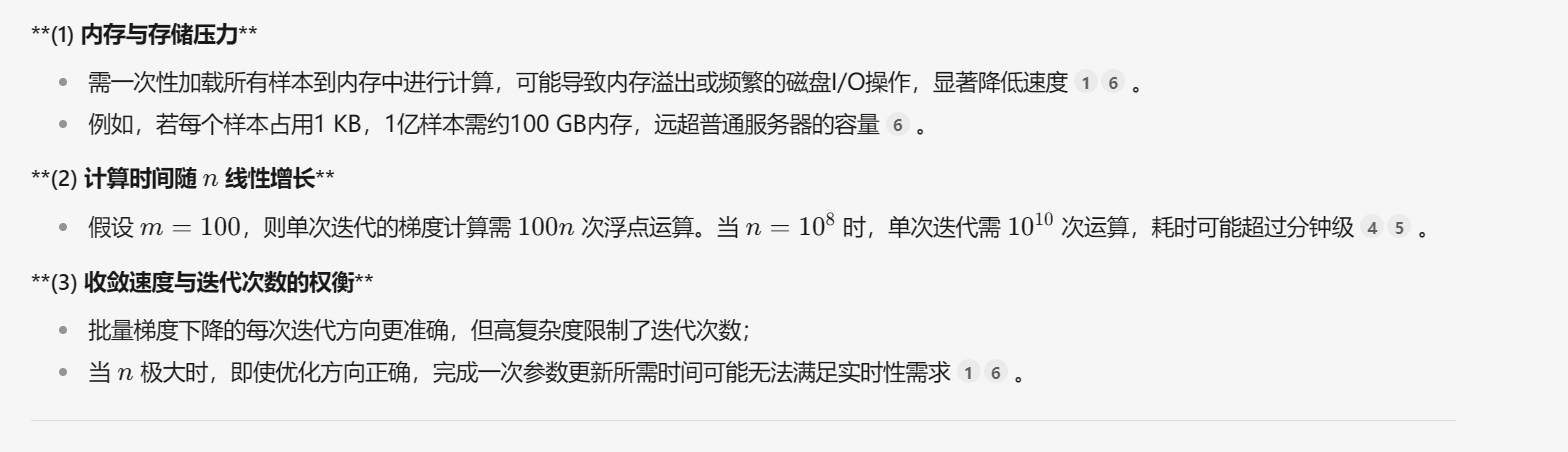 **(1) 内存与存储压力**
需一次性加载所有样本到内存中进行计算，可能导致内存溢出或频繁的磁盘I/O操作，显著降低速度 1 6 。
例如，若每个样本占用1 KB，1亿样本需约100 GB内存，远超普通服务器的容量 6 。
**(2) 计算时间随 n 线性增长**
假设 m = 100，则单次迭代的梯度计算需 100n 次浮点运算。当 n = 10⁸ 时，单次迭代需 10¹⁰ 次运算，耗时可能超过分钟级 4 5 。
**(3) 收敛速度与迭代次数的权衡**
批量梯度下降的每次迭代方向更准确，但高复杂度限制了迭代次数；
当 n 极大时，即使优化方向正确，完成一次参数更新所需时间可能无法满足实时性需求 1 6 。